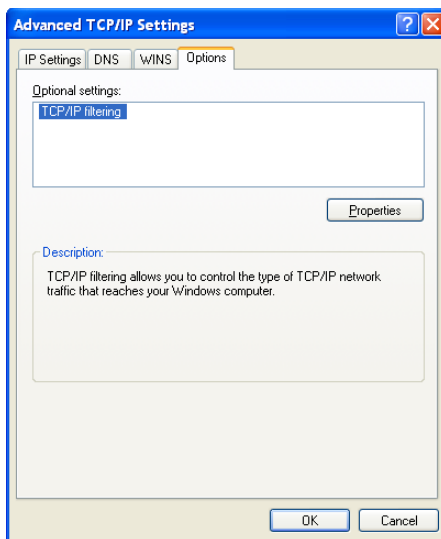 Advanced TCP/IP Settings
IP Settings DNS WINS Options
Optional settings:
TCP/IP filtering
Properties
Description:
TCP/IP filtering allows you to control the type of TCP/IP network
traffic that reaches your Windows computer.
OK Cancel